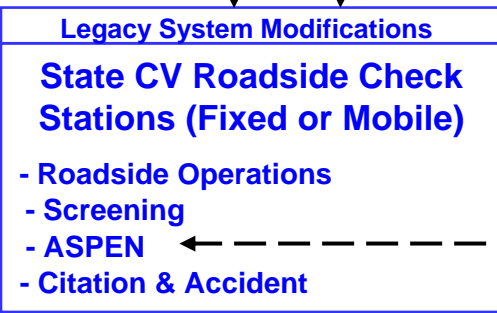 Legacy System Modifications
State CV Roadside Check
Stations (Fixed or Mobile)
- Roadside Operations
- Screening
- ASPEN
- Citation & Accident